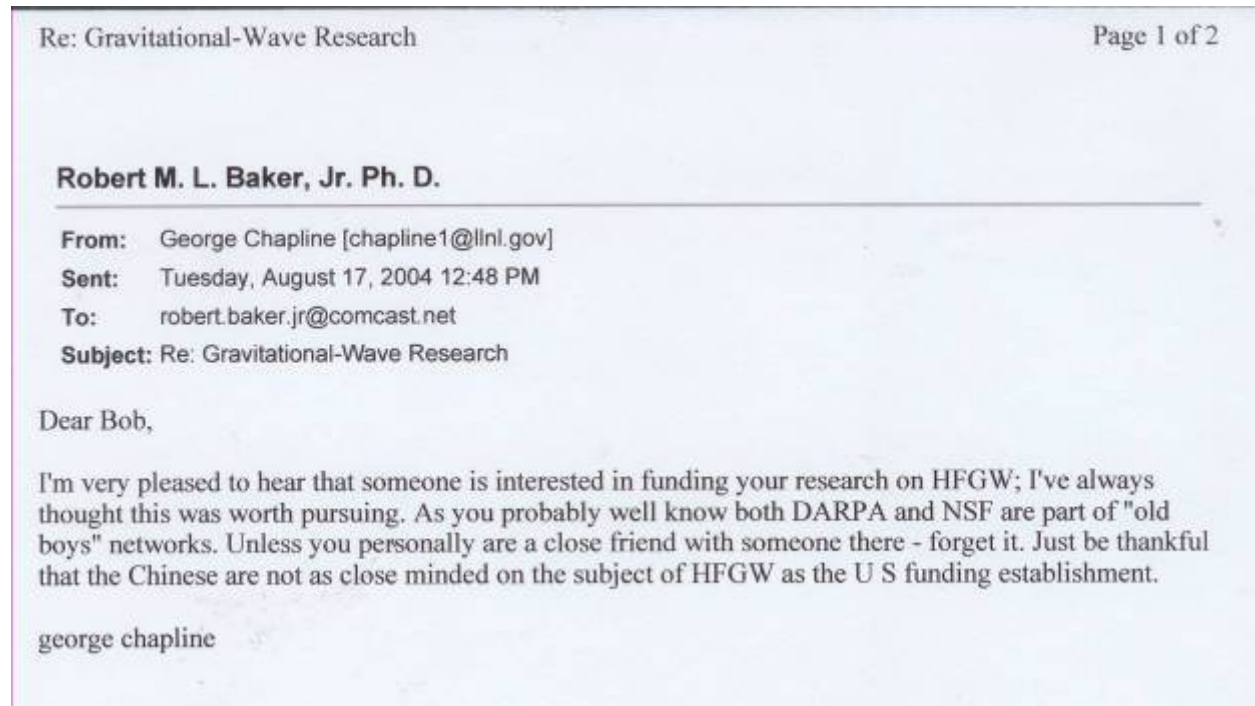 Re: Gravitational-Wave Research Page 1 of 2
Robert M. L. Baker, Jr. Ph. D.
From: George Chapline [chapline1@llnl.gov]
Sent: Tuesday, August 17, 2004 12:48 PM
To: robert.baker.jr@comcast.net
Subject: Re: Gravitational-Wave Research
Dear Bob,
I'm very pleased to hear that someone is interested in funding your research on HFGW; I've always
thought this was worth pursuing. As you probably well know both DARPA and NSF are part of "old
boys" networks. Unless you personally are a close friend with someone there - forget it. Just be thankful
that the Chinese are not as close minded on the subject of HFGW as the U S funding establishment.
george chapline